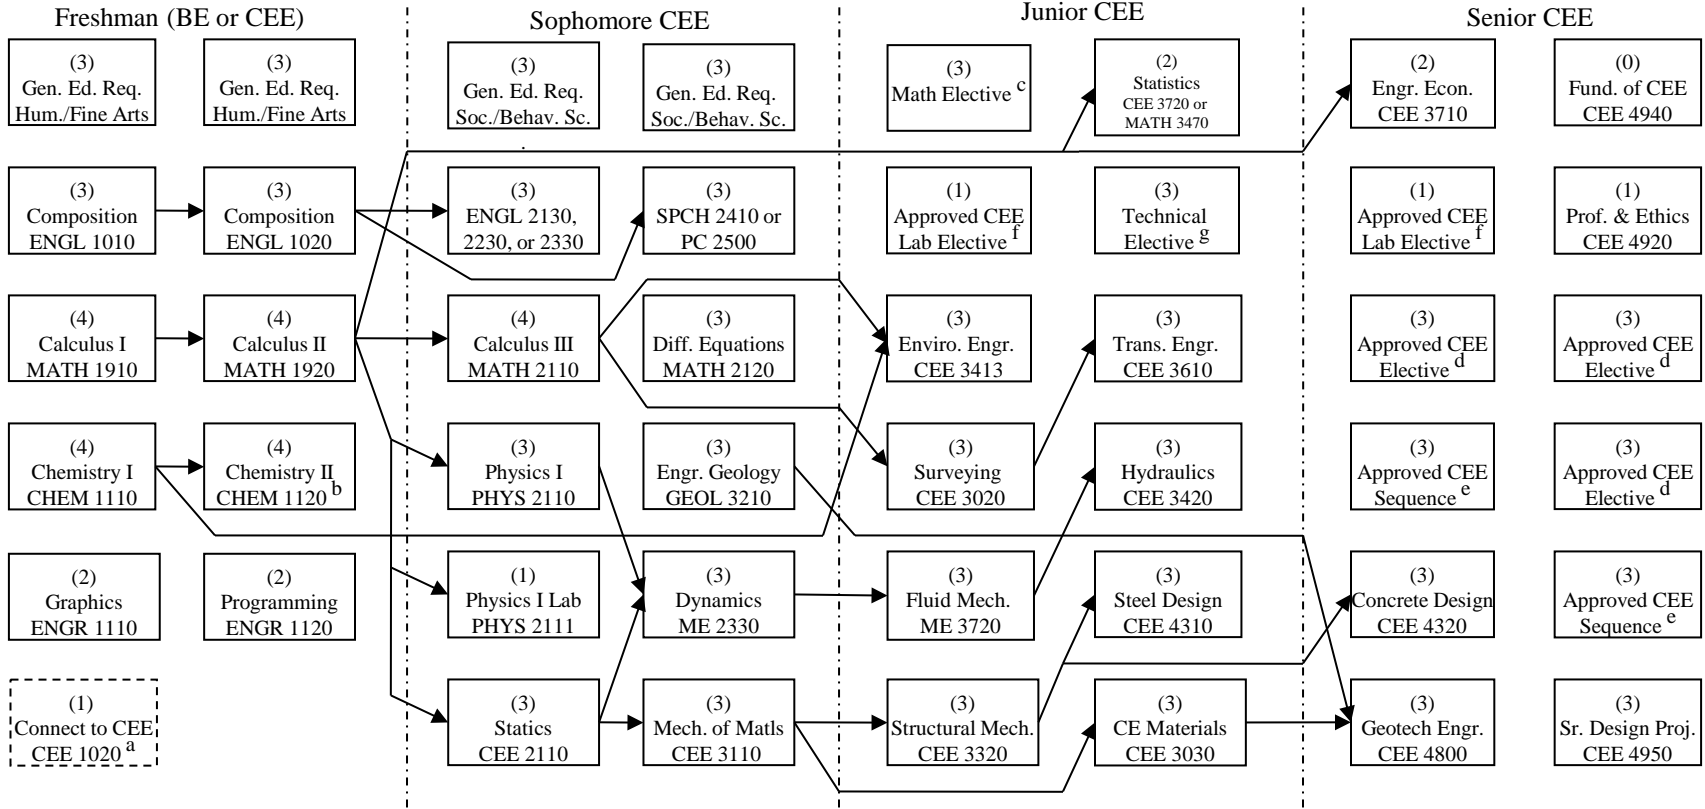 Freshman (BE or CEE)
Sophomore CEE
Junior CEE
Senior CEE
(3)
Gen. Ed. Req.
Hum./Fine Arts
(3)
Gen. Ed. Req.
Hum./Fine Arts
(3)
Gen. Ed. Req.
Soc./Behav. Sc.
(3)
Gen. Ed. Req.
Soc./Behav. Sc.
(3)
Math Elective c
(2)
Statistics
CEE 3720 or
MATH 3470
(2)
Engr. Econ.
CEE 3710
(0)
Fund. of CEE
CEE 4940
(3)
Composition
ENGL 1010
(3)
Composition
ENGL 1020
(3)
ENGL 2130,
2230, or 2330
(3)
SPCH 2410 or
PC 2500
(1)
Approved CEE
Lab Elective f
(3)
Technical
Elective g
(1)
Approved CEE
Lab Elective f
(1)
Prof. & Ethics
CEE 4920
(4)
Calculus I
MATH 1910
(4)
Calculus II
MATH 1920
(4)
Calculus III
MATH 2110
(3)
Diff. Equations
MATH 2120
(3)
Enviro. Engr.
CEE 3413
(3)
Trans. Engr.
CEE 3610
(3)
Approved CEE
Elective d
(3)
Approved CEE
Elective d
(4)
Chemistry I
CHEM 1110
(4)
Chemistry II
CHEM 1120 b
(3)
Physics I
PHYS 2110
(3)
Engr. Geology
GEOL 3210
(3)
Surveying
CEE 3020
(3)
Hydraulics
CEE 3420
(3)
Approved CEE
Sequence e
(3)
Approved CEE
Elective d
(2)
Graphics
ENGR 1110
(2)
Programming
ENGR 1120
(1)
Physics I Lab
PHYS 2111
(3)
Dynamics
ME 2330
(3)
Fluid Mech.
ME 3720
(3)
Steel Design
CEE 4310
(3)
Concrete Design
CEE 4320
(3)
Approved CEE
Sequence e
(1)
Connect to CEE
CEE 1020 a
(3)
Statics
CEE 2110
(3)
Mech. of Matls
CEE 3110
(3)
Structural Mech.
CEE 3320
(3)
CE Materials
CEE 3030
(3)
Geotech Engr.
CEE 4800
(3)
Sr. Design Proj.
CEE 4950